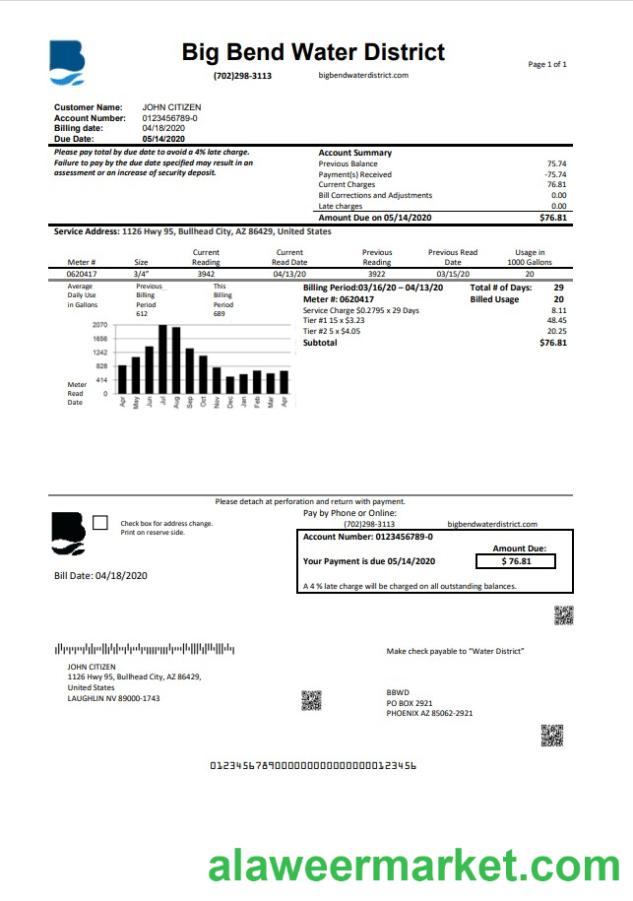 Big Bend Water District
Page 1 of 1
(702)298-3113 bigbendwaterdistrict.com
Customer Name: JOHN CITIZEN
Account Number: 0123456789-0
Billing date: 04/18/2020
Due Date: 05/14/2020
Please pay total by due date to avoid a 4% late charge.
Failure to pay by the due date specified may result in an
assessment or an increase of security deposit.
Account Summary
Previous Balance 75.74
Payment(s) Received -75.74
Current Charges 76.81
Bill Corrections and Adjustments 0.00
Late charges 0.00
Amount Due on 05/14/2020 $76.81
Service Address: 1126 Hwy 95, Bullhead City, AZ 86429, United States
Meter # Size Current Reading Current Read Date Previous Reading Previous Read Date Usage in 1000 Gallons
0620417 3/4" 3942 04/13/20 3922 03/15/20 20
Average Daily Use in Gallons
Previous Billing Period 612
This Billing Period 689
2070
1656
1242
828
414
0
Meter Read Date
Apr May Jun Jul Aug Sep Oct Nov Dec Jan Feb Mar Apr
Billing Period:03/16/20 – 04/13/20 Total # of Days: 29
Meter #: 0620417 Billed Usage 20
Service Charge $0.2795 x 29 Days 8.11
Tier #1 15 x $3.23 48.45
Tier #2 5 x $4.05 20.25
Subtotal $76.81
Please detach at perforation and return with payment.
Check box for address change.
Print on reserve side.
Pay by Phone or Online:
(702)298-3113 bigbendwaterdistrict.com
Account Number: 0123456789-0
Amount Due:
Your Payment is due 05/14/2020 $ 76.81
A 4 % late charge will be charged on all outstanding balances.
Bill Date: 04/18/2020
Make check payable to "Water District"
JOHN CITIZEN
1126 Hwy 95, Bullhead City, AZ 86429,
United States
LAUGHLIN NV 89000-1743
BBWD
PO BOX 2921
PHOENIX AZ 85062-2921
alaweermarket.com